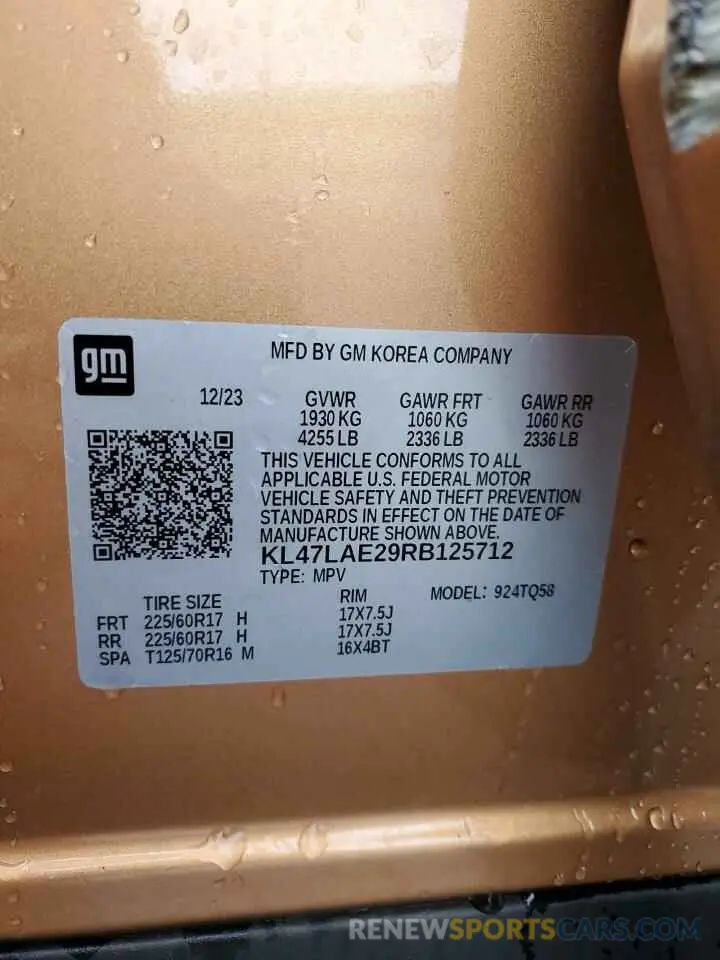 gm
MFD BY GM KOREA COMPANY
12/23 GVWR GAWR FRT GAWR RR
1930 KG 1060 KG 1060 KG
4255 LB 2336 LB 2336 LB
THIS VEHICLE CONFORMS TO ALL
APPLICABLE U.S. FEDERAL MOTOR
VEHICLE SAFETY AND THEFT PREVENTION
STANDARDS IN EFFECT ON THE DATE OF
MANUFACTURE SHOWN ABOVE.
KL47LAE29RB125712
TYPE: MPV MODEL: 924TQ58
TIRE SIZE RIM
FRT 225/60R17 H 17X7.5J
RR 225/60R17 H 17X7.5J
SPA T125/70R16 M 16X4BT
RENEWSPORTSCARS.COM